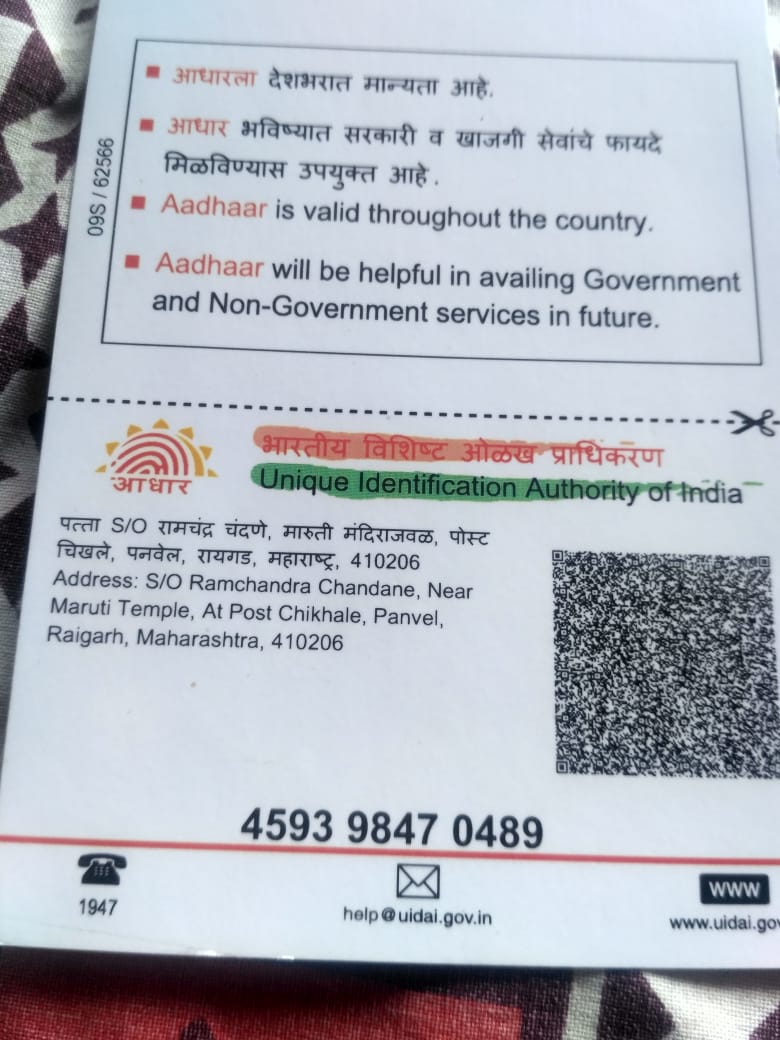 ■ आधारला देशभरात मान्यता आहे.
■ आधार भविष्यात सरकारी व खाजगी सेवांचे फायदे
मिळविण्यास उपयुक्त आहे.
■ Aadhaar is valid throughout the country.
■ Aadhaar will be helpful in availing Government
and Non-Government services in future.
09S / 62566
भारतीय विशिष्ट ओळख प्राधिकरण
Unique Identification Authority of India
आधार
पत्ता S/O रामचंद्र चंदणे, मारुती मंदिराजवळ, पोस्ट
चिखले, पनवेल, रायगड, महाराष्ट्र, 410206
Address: S/O Ramchandra Chandane, Near
Maruti Temple, At Post Chikhale, Panvel,
Raigarh, Maharashtra, 410206
4593 9847 0489
1947
help@uidai.gov.in
www
www.uidai.gov